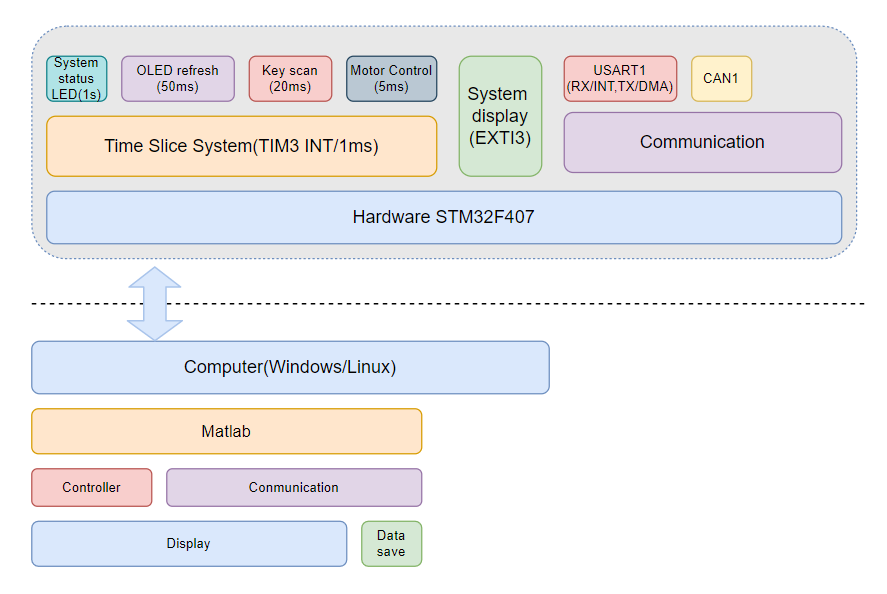 System
status
LED(1s)
OLED refresh
(50ms)
Key scan
(20ms)
Motor Control
(5ms)
System
display
(EXTI3)
USART1
(RX/INT,TX/DMA)
CAN1
Time Slice System(TIM3 INT/1ms)
Communication
Hardware STM32F407
Computer(Windows/Linux)
Matlab
Controller
Conmunication
Display
Data
save